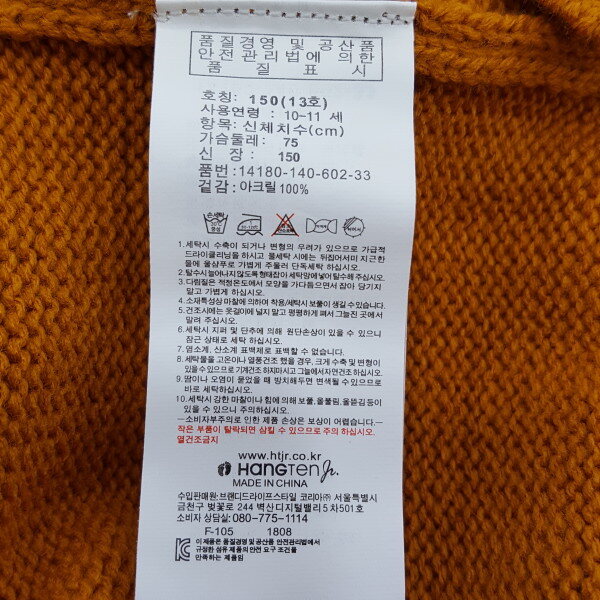 품질경영 및 공산품
안전관리법에 의한
품 질 표 시
호칭: 150(13호)
사용연령: 10-11 세
항목: 신체치수(cm)
가슴둘레: 75
신 장: 150
품번: 14180-140-602-33
겉감: 아크릴 100%
1.세탁시 수축이 되거나 변형의 우려가 있으므로 가급적
드라이클리닝을 하시고 물세탁 시에는 뒤집어서미 지근한
물에 울샴푸로 가볍게 주물러 단독세탁 하십시오.
2.탈수시늘어나지않도록형태잡아 세탁망에넣어탈수해 주십시오.
3.다림질은 적정온도에서 모양을 가다듬으면서 잡아 당기지
말고 가볍게 하십시오.
4.소재특성상 마찰에 의하여 착용/세탁시 보풀이 생길 수 있습니다.
5.건조시에는 옷걸이에 널지 말고 평평하게 펴서 그늘진 곳에서
말려 주십시오.
6.세탁시 지퍼 및 단추에 의해 원단손상이 있을 수 있으니
잠근 상태로 세탁 하십시오.
7.염소계, 산소계 표백제로 표백할 수 없습니다.
8.세탁물을 고온이나 열풍건조 했을 경우, 크게 수축 및 변형이
있을 수 있으므로 기계건조 하지마시고 그늘에서자연건조 하십시오.
9.땀이나 오염이 묻었을 때 방치해두면 변색될 수 있으므로
바로 세탁하십시오.
10.세탁시 강한 마찰이나 힘에 의해 보풀, 올풀림, 올뜯김등이
있을 수 있으니 주의하십시오.
-소비자부주의로 인한 제품 손상은 보상이 어렵습니다.-
작은 부품이 탈락되면 삼킬 수 있으므로 주의 하십시오.
열건조금지
www.htjr.co.kr
HANGTEN Jr.
MADE IN CHINA
수입판매원:브랜디드라이프스타일 코리아㈜ 서울특별시
금천구 벚꽃로 244 벽산디지털밸리5 차501호
소비자 상담실: 080-775-1114
F-105 1808
이 제품은 품질경영 및 공산품 안전관리법에서
규정한 섬유 제품의 안전 요구 조건을
만족하는 제품임.